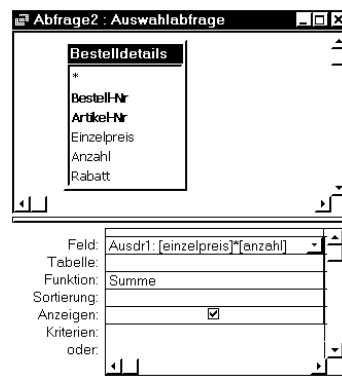 Abfrage2 : Auswahlabfrage
Bestelldetails
*
Bestell-Nr
Artikel-Nr
Einzelpreis
Anzahl
Rabatt
Feld: Ausdr1: [einzelpreis]*[anzahl]
Tabelle:
Funktion: Summe
Sortierung:
Anzeigen:
Kriterien:
oder: